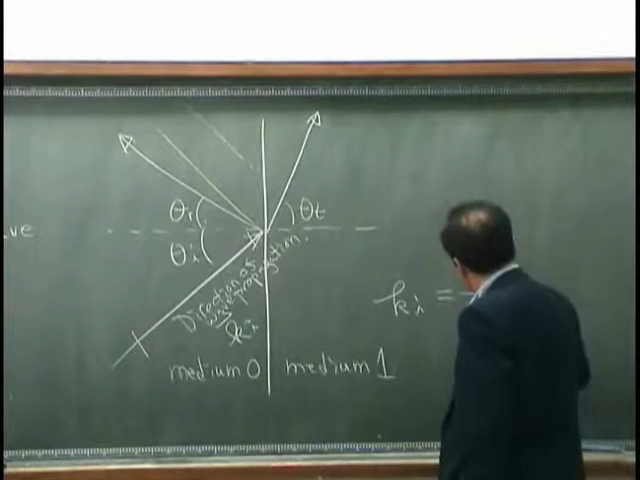 θr
θt
θi
Direction of
wave propagation.
ki
ki =
medium 0
medium 1